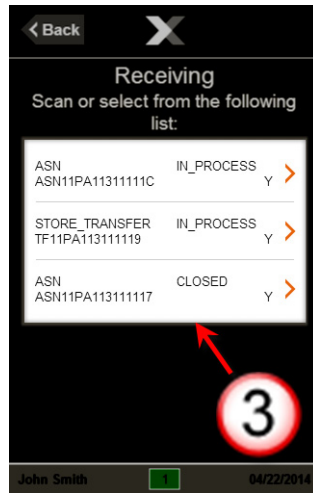 Back
Receiving
Scan or select from the following
list:
ASN IN_PROCESS
ASN11PA11311111C Y
STORE_TRANSFER IN_PROCESS
TF11PA113111119 Y
ASN CLOSED
ASN11PA113111117 Y
3
John Smith 1 04/22/2014